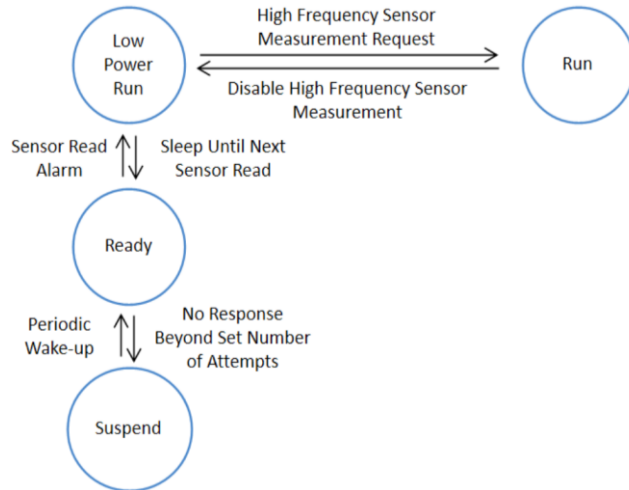 Low
Power
Run
High Frequency Sensor
Measurement Request
Disable High Frequency Sensor
Measurement
Run
Sensor Read
Alarm
Sleep Until Next
Sensor Read
Ready
Periodic
Wake-up
No Response
Beyond Set Number
of Attempts
Suspend